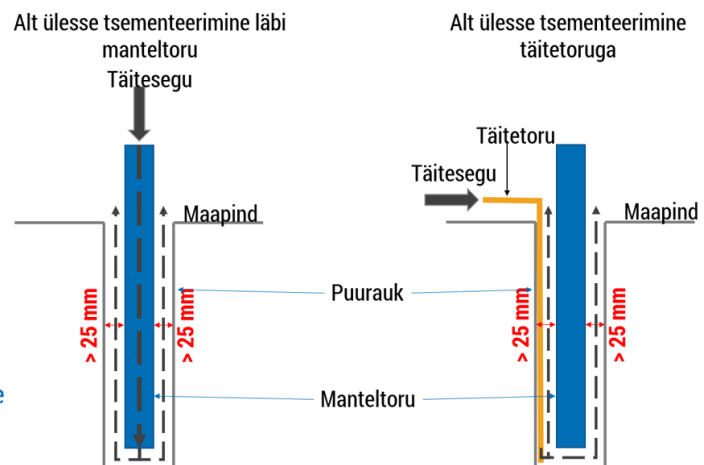 Alt ülesse tsementeerimine läbi
manteltoru
Täitesegu
Maapind
> 25 mm
> 25 mm
Alt ülesse tsementeerimine
täitetoruga
Täitetoru
Täitesegu
Maapind
> 25 mm
> 25 mm
Puurauk
Manteltoru
e